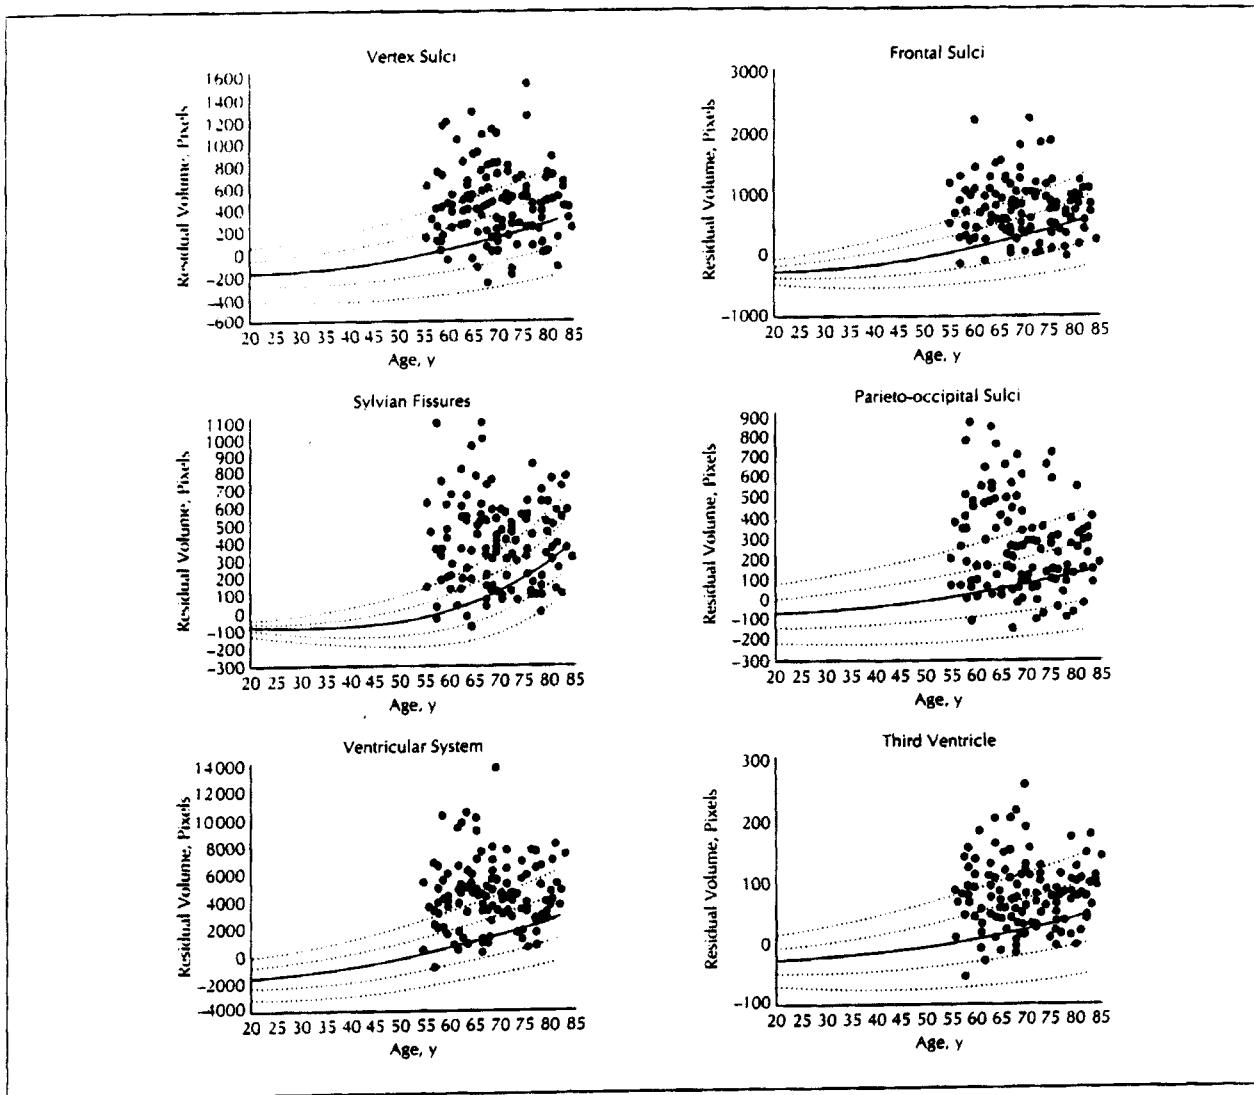 Vertex Sulci
Residual Volume, Pixels
1600
1400
1200
1000
800
600
400
200
0
−200
−400
−600
20 25 30 35 40 45 50 55 60 65 70 75 80 85
Age, y
Frontal Sulci
Residual Volume, Pixels
3000
2000
1000
0
−1000
20 25 30 35 40 45 50 55 60 65 70 75 80 85
Age, y
Sylvian Fissures
Residual Volume, Pixels
1100
1000
900
800
700
600
500
400
300
200
100
0
−100
−200
−300
20 25 30 35 40 45 50 55 60 65 70 75 80 85
Age, y
Parieto-occipital Sulci
Residual Volume, Pixels
900
800
700
600
500
400
300
200
100
0
−100
−200
−300
20 25 30 35 40 45 50 55 60 65 70 75 80 85
Age, y
Ventricular System
Residual Volume, Pixels
14000
12000
10000
8000
6000
4000
2000
0
−2000
−4000
20 25 30 35 40 45 50 55 60 65 70 75 80 85
Age, y
Third Ventricle
Residual Volume, Pixels
300
200
100
0
−100
20 25 30 35 40 45 50 55 60 65 70 75 80 85
Age, y